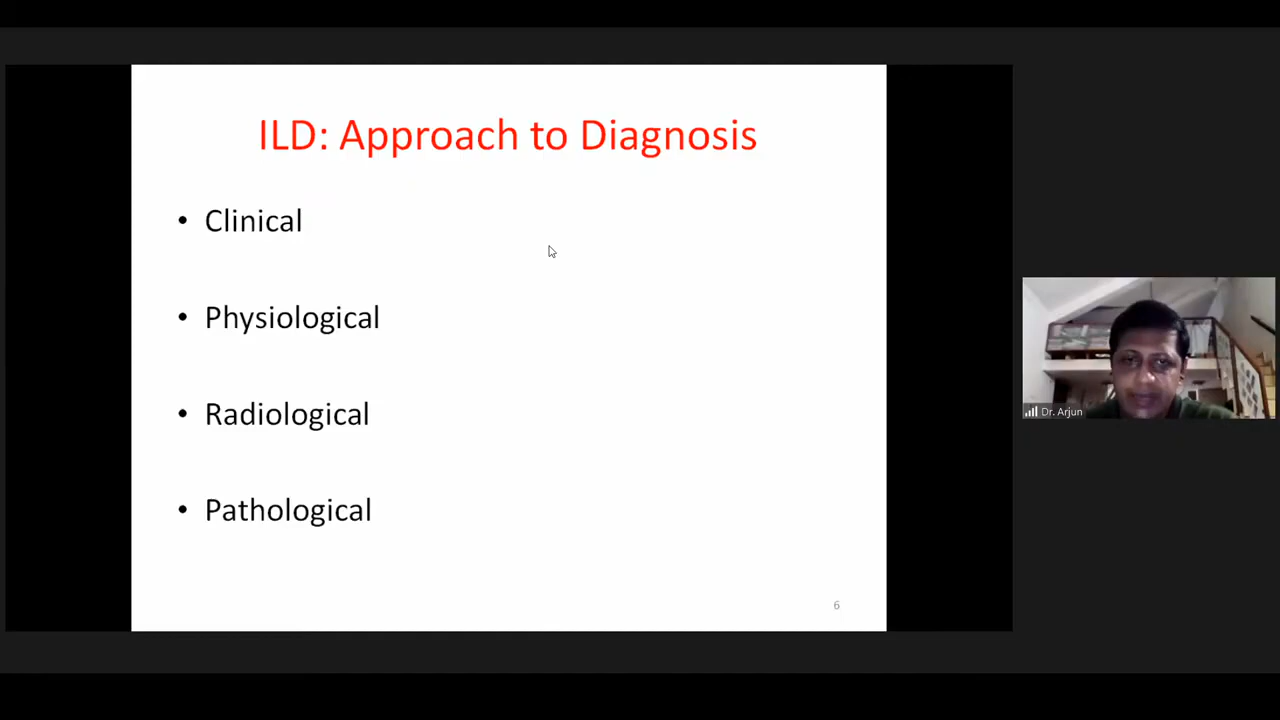 ILD: Approach to Diagnosis
• Clinical
• Physiological
• Radiological
• Pathological
6
Dr. Arjun